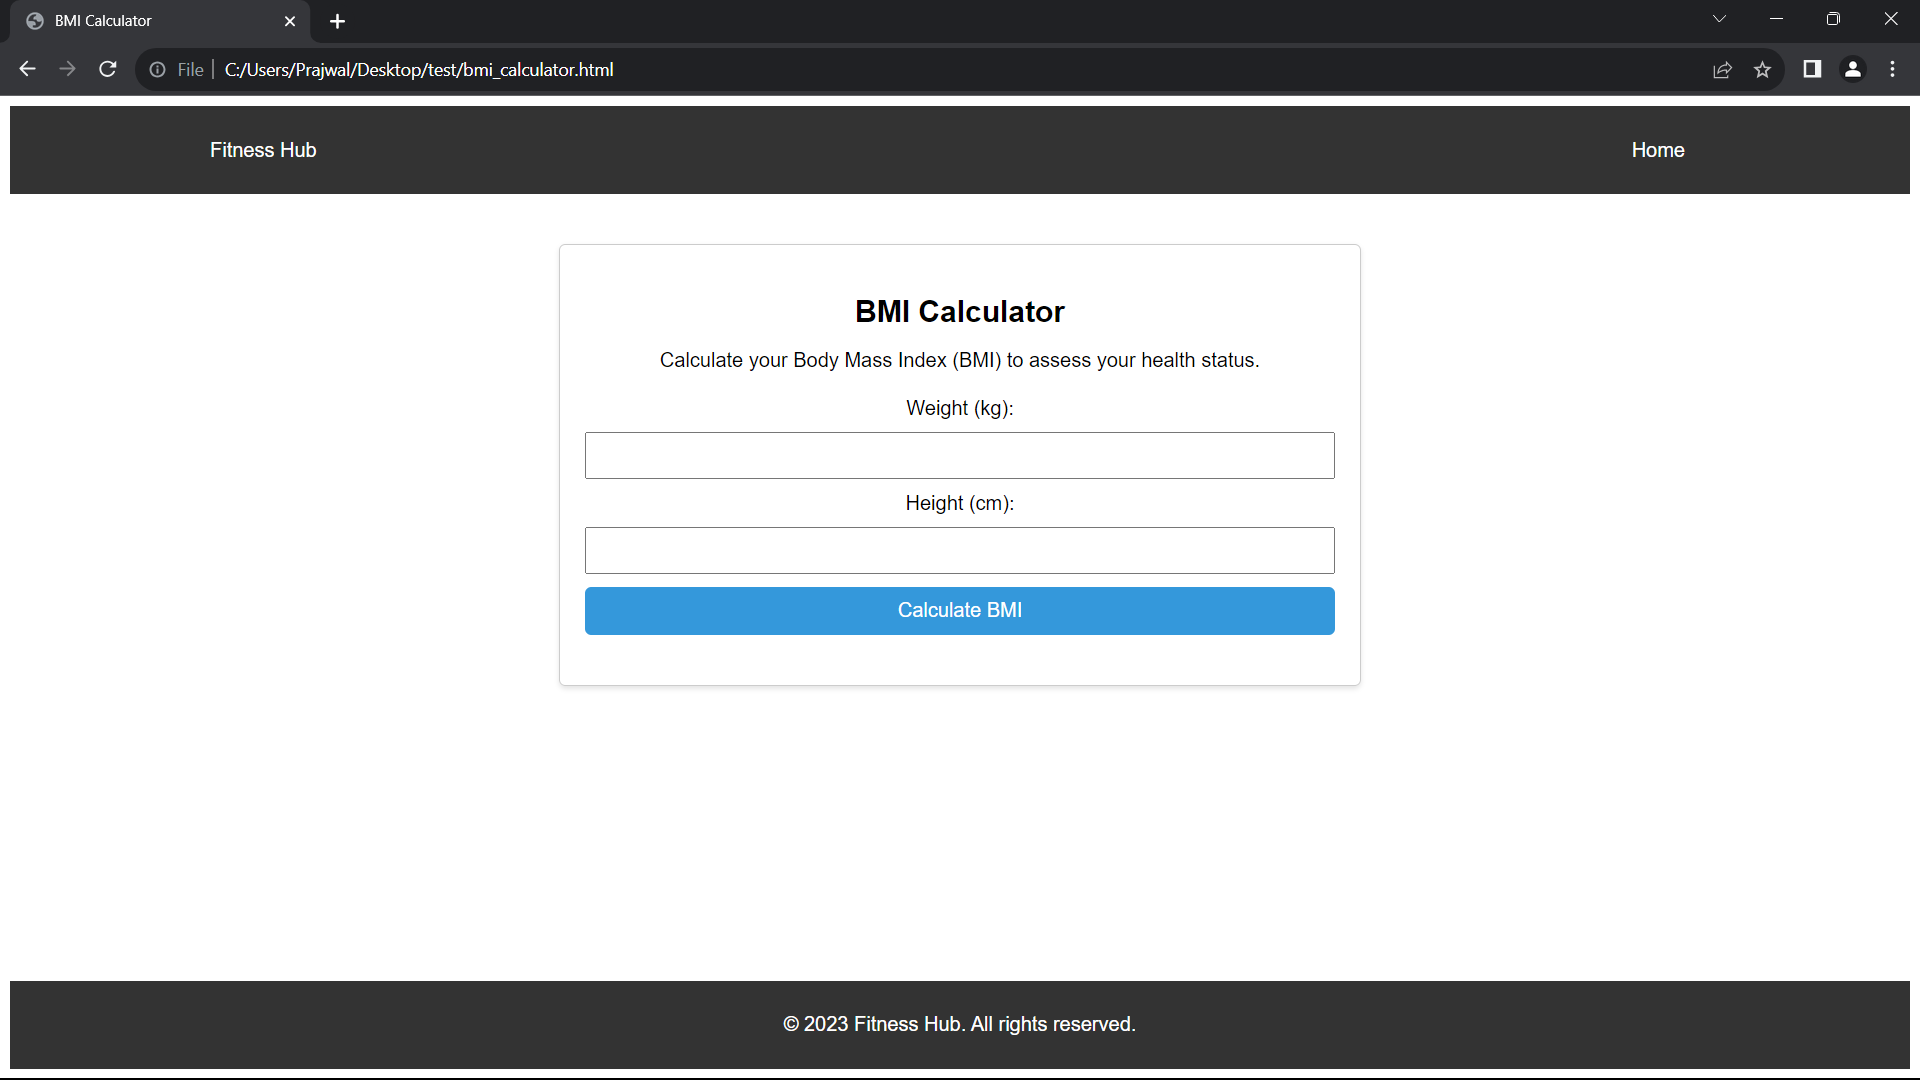 BMI Calculator
File
C:/Users/Prajwal/Desktop/test/bmi_calculator.html
Fitness Hub
Home
BMI Calculator
Calculate your Body Mass Index (BMI) to assess your health status.
Weight (kg):
Height (cm):
Calculate BMI
© 2023 Fitness Hub. All rights reserved.